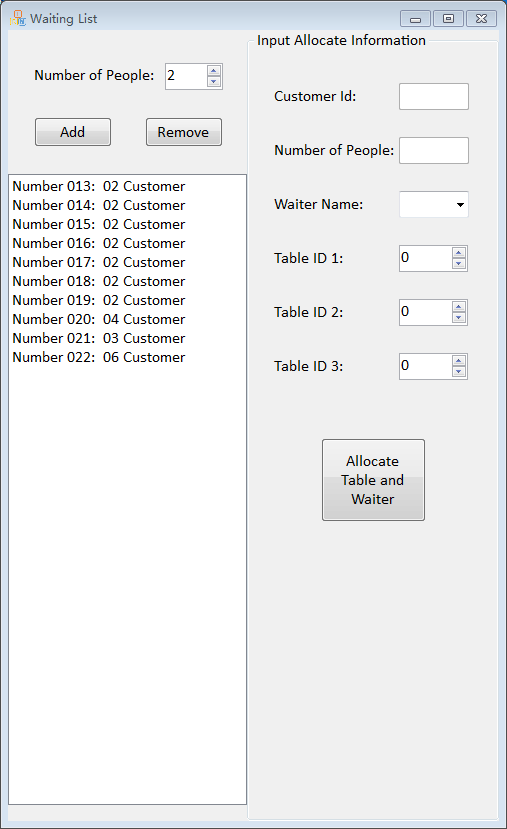 Waiting List
Number of People: 2
Add Remove
Number 013: 02 Customer
Number 014: 02 Customer
Number 015: 02 Customer
Number 016: 02 Customer
Number 017: 02 Customer
Number 018: 02 Customer
Number 019: 02 Customer
Number 020: 04 Customer
Number 021: 03 Customer
Number 022: 06 Customer
Input Allocate Information
Customer Id:
Number of People:
Waiter Name:
Table ID 1: 0
Table ID 2: 0
Table ID 3: 0
Allocate
Table and
Waiter